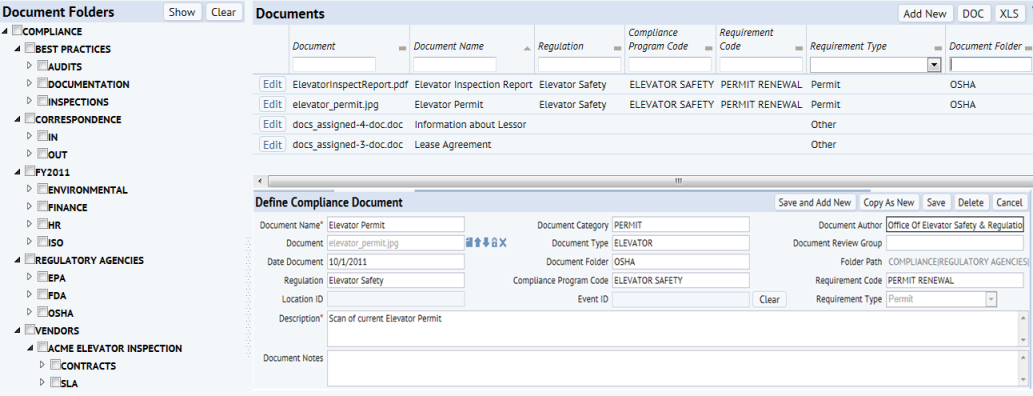 Document Folders Show Clear
COMPLIANCE
BEST PRACTICES
AUDITS
DOCUMENTATION
INSPECTIONS
CORRESPONDENCE
IN
OUT
FY2011
ENVIRONMENTAL
FINANCE
HR
ISO
REGULATORY AGENCIES
EPA
FDA
OSHA
VENDORS
ACME ELEVATOR INSPECTION
CONTRACTS
SLA
Documents Add New DOC XLS
Document Document Name Regulation Compliance Program Code Requirement Code Requirement Type Document Folder
Edit ElevatorInspectReport.pdf Elevator Inspection Report Elevator Safety ELEVATOR SAFETY PERMIT RENEWAL Permit OSHA
Edit elevator_permit.jpg Elevator Permit Elevator Safety ELEVATOR SAFETY PERMIT RENEWAL Permit OSHA
Edit docs_assigned-4-doc.doc Information about Lessor Other
Edit docs_assigned-3-doc.doc Lease Agreement Other
Define Compliance Document Save and Add New Copy As New Save Delete Cancel
Document Name* Elevator Permit Document Category PERMIT Document Author Office Of Elevator Safety & Regulatio
Document elevator_permit.jpg Document Type ELEVATOR Document Review Group
Date Document 10/1/2011 Document Folder OSHA Folder Path COMPLIANCE|REGULATORY AGENCIES|
Regulation Elevator Safety Compliance Program Code ELEVATOR SAFETY Requirement Code PERMIT RENEWAL
Location ID Event ID Clear Requirement Type Permit
Description* Scan of current Elevator Permit
Document Notes